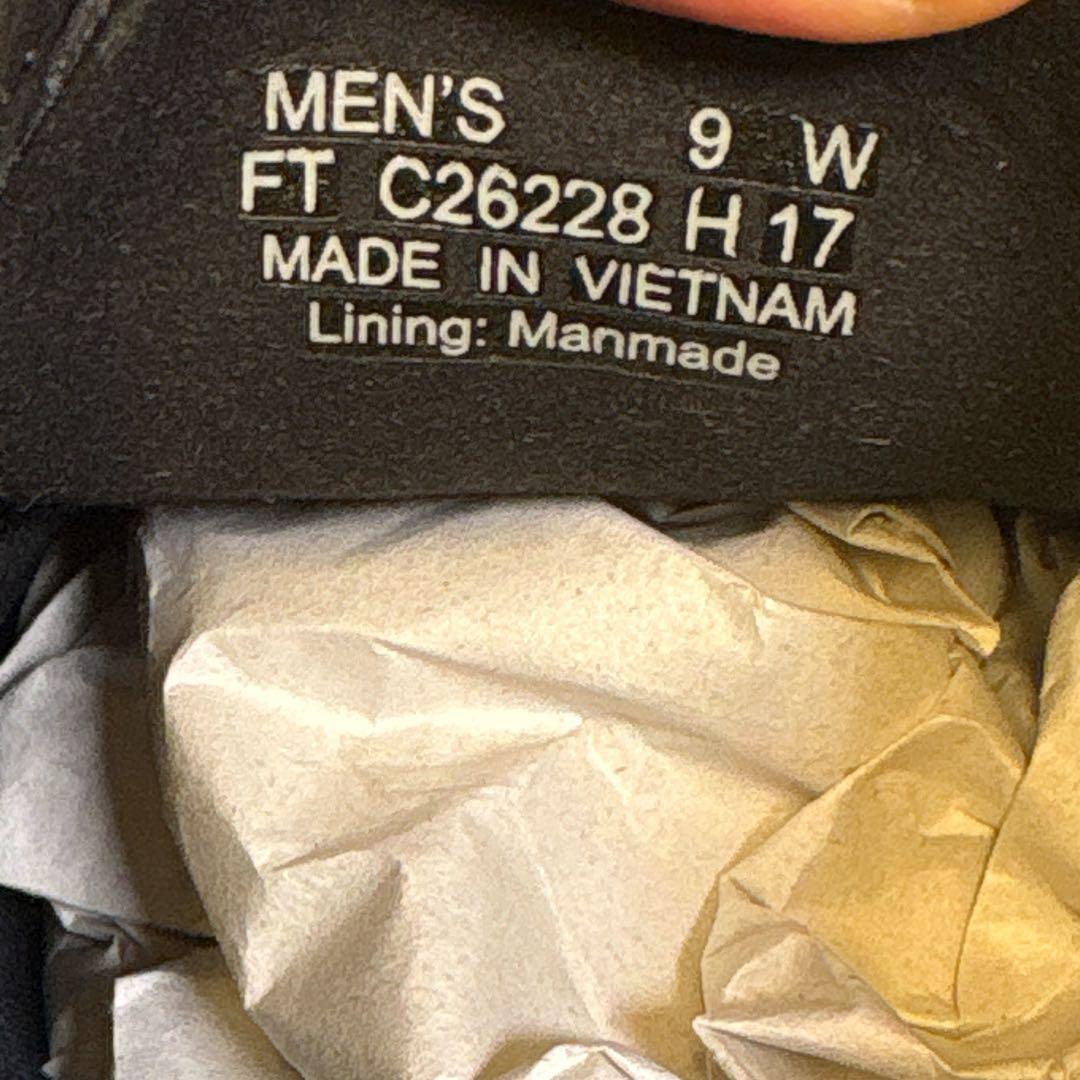 MEN'S 9 W
FT C26228 H 17
MADE IN VIETNAM
Lining: Manmade